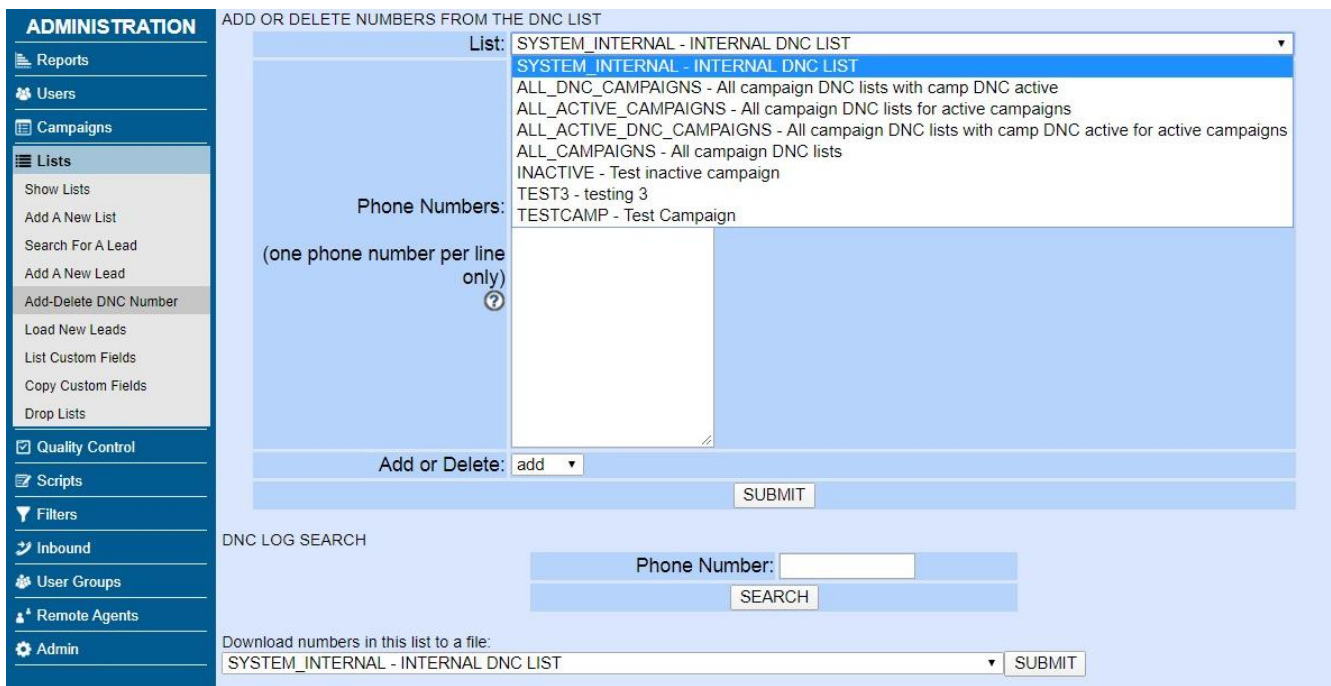 ADMINISTRATION
Reports
Users
Campaigns
Lists
Show Lists
Add A New List
Search For A Lead
Add A New Lead
Add-Delete DNC Number
Load New Leads
List Custom Fields
Copy Custom Fields
Drop Lists
Quality Control
Scripts
Filters
Inbound
User Groups
Remote Agents
Admin
ADD OR DELETE NUMBERS FROM THE DNC LIST
List: SYSTEM_INTERNAL - INTERNAL DNC LIST
SYSTEM_INTERNAL - INTERNAL DNC LIST
ALL_DNC_CAMPAIGNS - All campaign DNC lists with camp DNC active
ALL_ACTIVE_CAMPAIGNS - All campaign DNC lists for active campaigns
ALL_ACTIVE_DNC_CAMPAIGNS - All campaign DNC lists with camp DNC active for active campaigns
ALL_CAMPAIGNS - All campaign DNC lists
INACTIVE - Test inactive campaign
TEST3 - testing 3
TESTCAMP - Test Campaign
Phone Numbers:
(one phone number per line
only)
?
Add or Delete: add
SUBMIT
DNC LOG SEARCH
Phone Number:
SEARCH
Download numbers in this list to a file:
SYSTEM_INTERNAL - INTERNAL DNC LIST SUBMIT